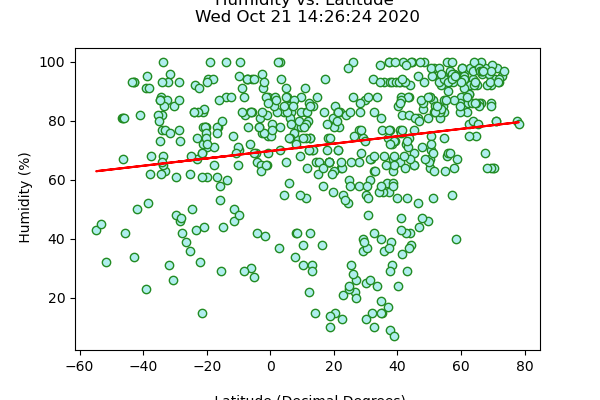 Humidity vs. Latitude
Wed Oct 21 14:26:24 2020
100
80
60
40
20
Humidity (%)
−60 −40 −20 0 20 40 60 80
Latitude (Decimal Degrees)